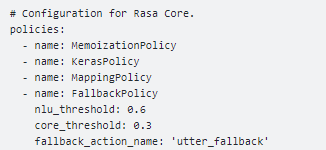 # Configuration for Rasa Core.
policies:
  - name: MemoizationPolicy
  - name: KerasPolicy
  - name: MappingPolicy
  - name: FallbackPolicy
    nlu_threshold: 0.6
    core_threshold: 0.3
    fallback_action_name: 'utter_fallback'